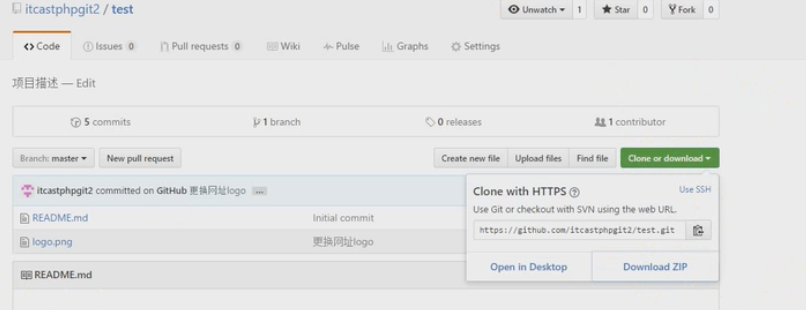 itcastphpgit2 / test
Unwatch 1 Star 0 Fork 0
Code Issues 0 Pull requests 0 Wiki Pulse Graphs Settings
项目描述 — Edit
5 commits 1 branch 0 releases 1 contributor
Branch: master New pull request Create new file Upload files Find file Clone or download
itcastphpgit2 committed on GitHub 更换网址logo ...
README.md Initial commit
logo.png 更换网址logo
README.md
Clone with HTTPS ? Use SSH
Use Git or checkout with SVN using the web URL.
https://github.com/itcastphpgit2/test.git
Open in Desktop Download ZIP